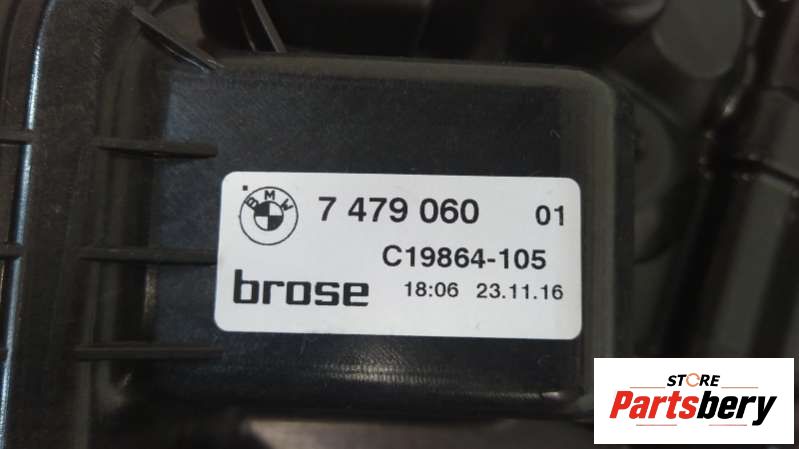 BMW
7 479 060 01
C19864-105
brose 18:06 23.11.16
STORE
Partsbery